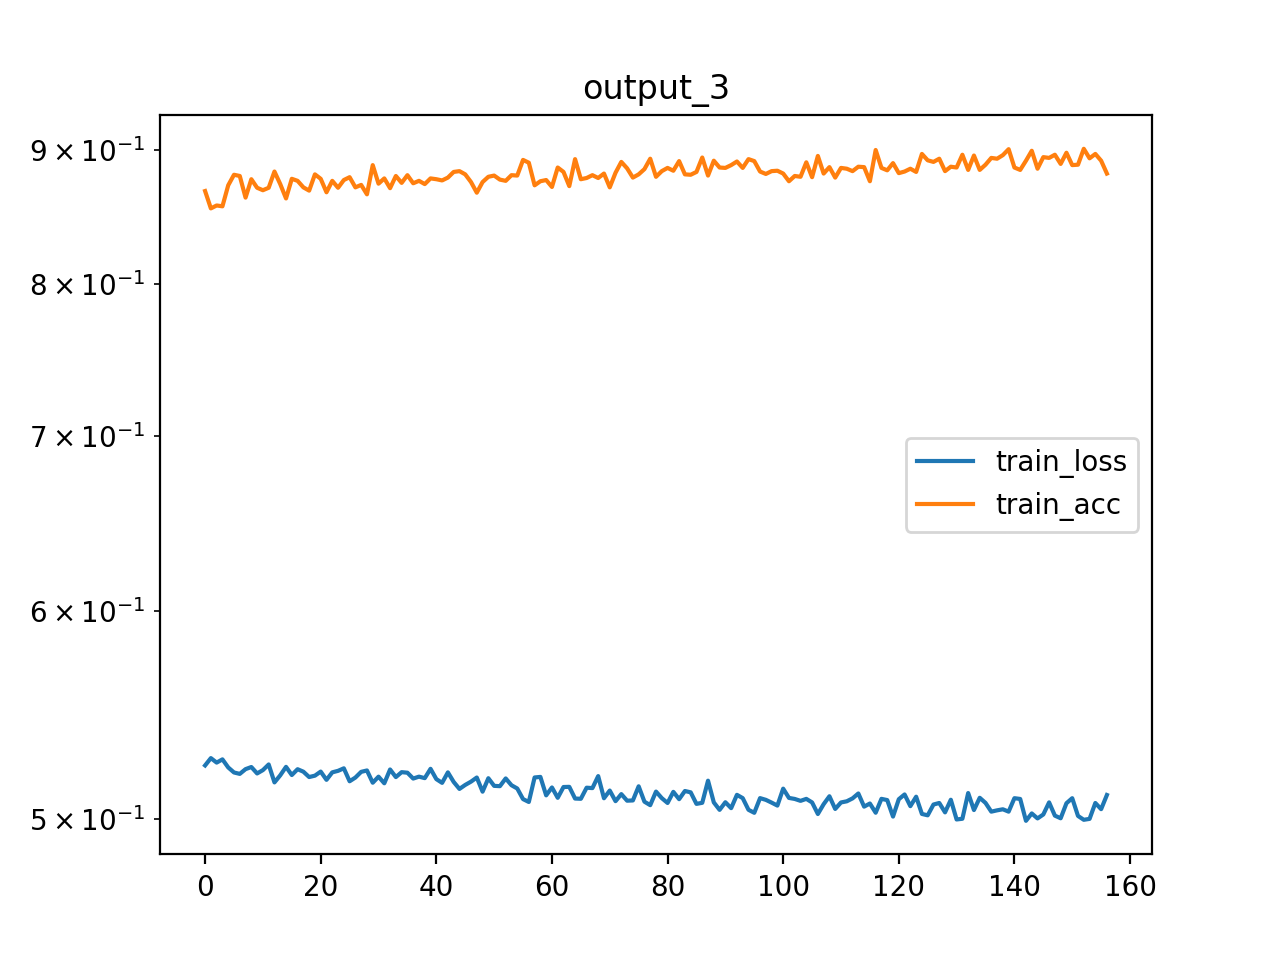 output_3
9 × 10⁻¹
8 × 10⁻¹
7 × 10⁻¹
6 × 10⁻¹
5 × 10⁻¹
train_loss
train_acc
0 20 40 60 80 100 120 140 160